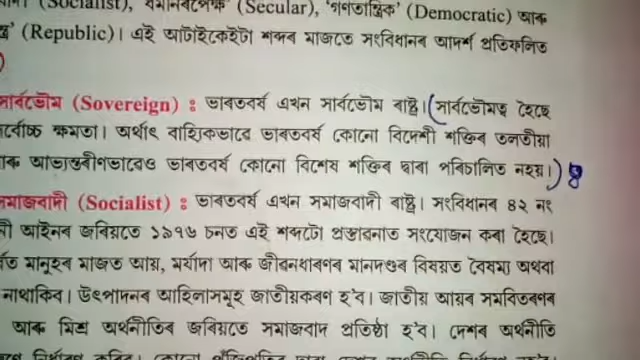 (Socialist), ধর্মনিৰপেক্ষ (Secular), 'গণতান্ত্ৰিক' (Democratic) আৰু
(Republic)। এই আটাইকেইটা শব্দৰ মাজতে সংবিধানৰ আদৰ্শ প্ৰতিফলিত
সাৰ্বভৌম (Sovereign) : ভাৰতবৰ্ষ এখন সাৰ্বভৌম ৰাষ্ট্ৰ। (সাৰ্বভৌমত্ব হৈছে
সৰ্বোচ্চ ক্ষমতা। অৰ্থাৎ বাহ্যিকভাৱে ভাৰতবৰ্ষ কোনো বিদেশী শক্তিৰ তলতীয়া
আভ্যন্তৰীণভাৱেও ভাৰতবৰ্ষ কোনো বিশেষ শক্তিৰ দ্বাৰা পৰিচালিত নহয়।)
সমাজবাদী (Socialist) : ভাৰতবৰ্ষ এখন সমাজবাদী ৰাষ্ট্ৰ। সংবিধানৰ ৪২ নং
আইনৰ জৰিয়তে ১৯৭৬ চনত এই শব্দটো প্ৰস্তাৱনাত সংযোজন কৰা হৈছে।
মানুহৰ মাজত আয়, মৰ্যাদা আৰু জীৱনধাৰণৰ মানদণ্ডৰ বিষয়ত বৈষম্য অথবা
নাথাকিব। উৎপাদনৰ আহিলাসমূহ জাতীয়কৰণ হ'ব। জাতীয় আয়ৰ সমবিতৰণৰ
আৰু মিশ্ৰ অৰ্থনীতিৰ জৰিয়তে সমাজবাদ প্ৰতিষ্ঠা হ'ব। দেশৰ অৰ্থনীতি